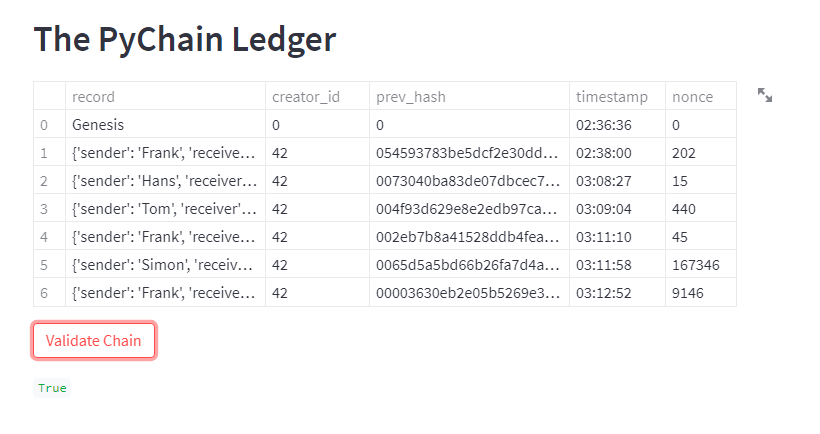 The PyChain Ledger
record creator_id prev_hash timestamp nonce
0 Genesis 0 0 02:36:36 0
1 {'sender': 'Frank', 'receive... 42 054593783be5dcf2e30dd... 02:38:00 202
2 {'sender': 'Hans', 'receiver... 42 0073040ba83de07dbcec7... 03:08:27 15
3 {'sender': 'Tom', 'receiver'... 42 004f93d629e8e2edb97ca... 03:09:04 440
4 {'sender': 'Frank', 'receive... 42 002eb7b8a41528ddb4fea... 03:11:10 45
5 {'sender': 'Simon', 'receiv... 42 0065d5a5bd66b26fa7d4a... 03:11:58 167346
6 {'sender': 'Frank', 'receive... 42 00003630eb2e05b5269e3... 03:12:52 9146
Validate Chain
True